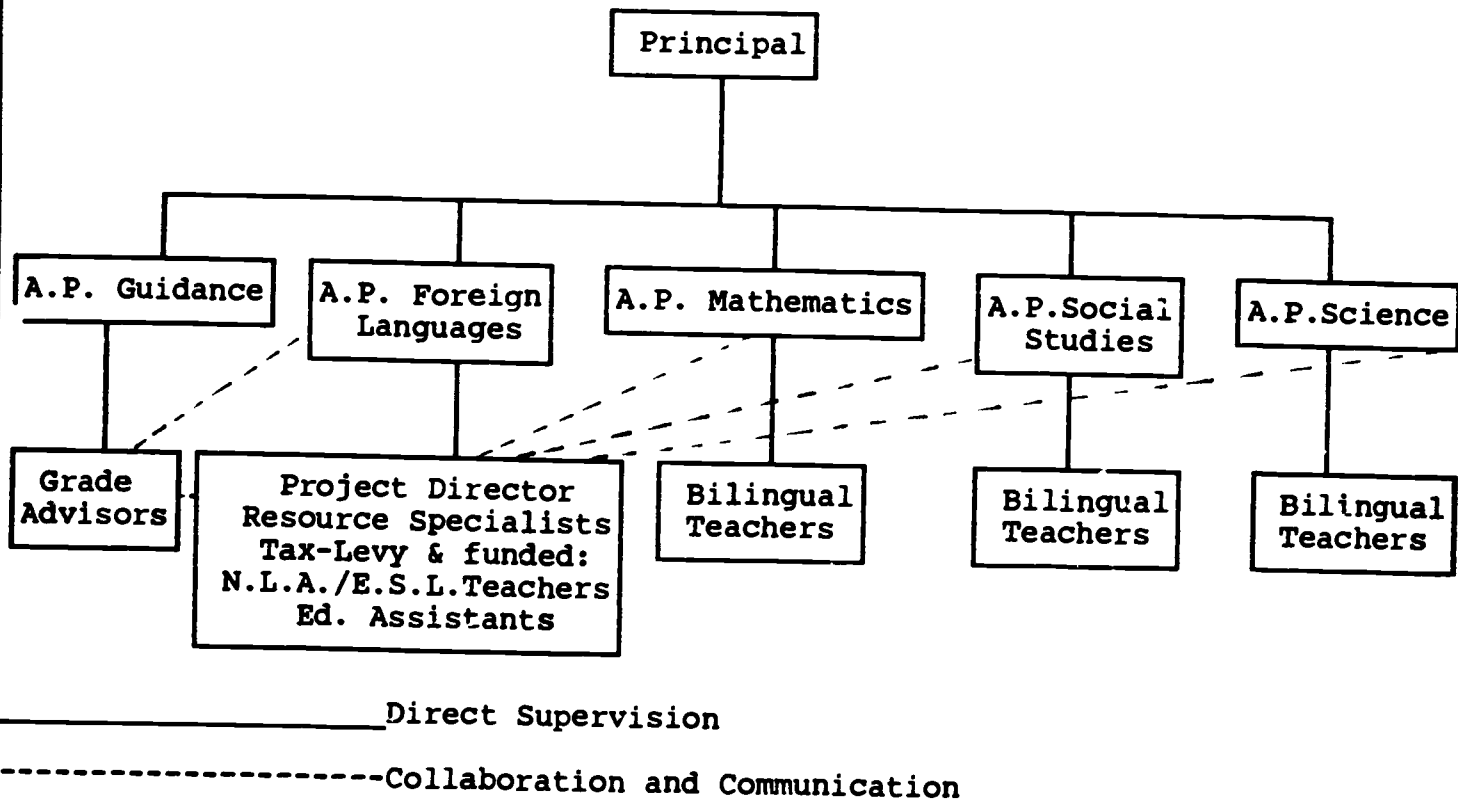 Principal
A.P. Guidance
A.P. Foreign
Languages
A.P. Mathematics
A.P.Social
Studies
A.P.Science
Grade
Advisors
Project Director
Resource Specialists
Tax-Levy & funded:
N.L.A./E.S.L.Teachers
Ed. Assistants
Bilingual
Teachers
Bilingual
Teachers
Bilingual
Teachers
Direct Supervision
Collaboration and Communication